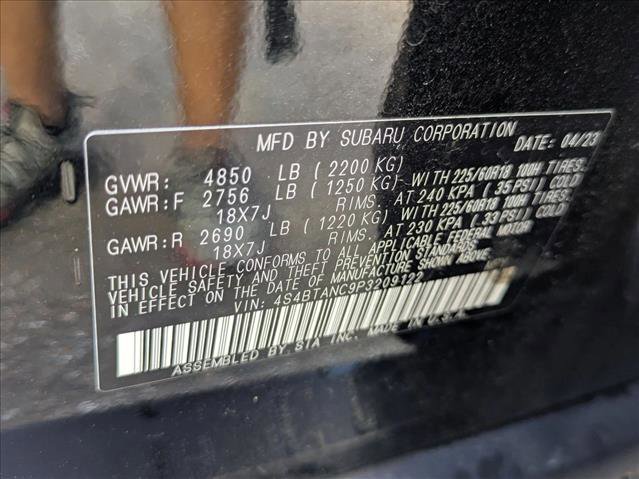 MFD BY SUBARU CORPORATION DATE: 04/23
GVWR: 4850 LB (2200 KG)
GAWR:F 2756 LB (1250 KG) WITH 225/60R18 100H TIRES.
18X7J RIMS. AT 240 KPA (35 PSI) COLD
GAWR:R 2690 LB (1220 KG) WITH 225/60R18 100H TIRES.
18X7J RIMS. AT 230 KPA (33 PSI) COLD
THIS VEHICLE CONFORMS TO ALL APPLICABLE FEDERAL MOTOR
VEHICLE SAFETY AND THEFT PREVENTION STANDARDS
IN EFFECT ON THE DATE OF MANUFACTURE SHOWN ABOVE.
VIN: 4S4BTANC9P3209122
ASSEMBLED BY SIA INC. MADE IN U.S.A